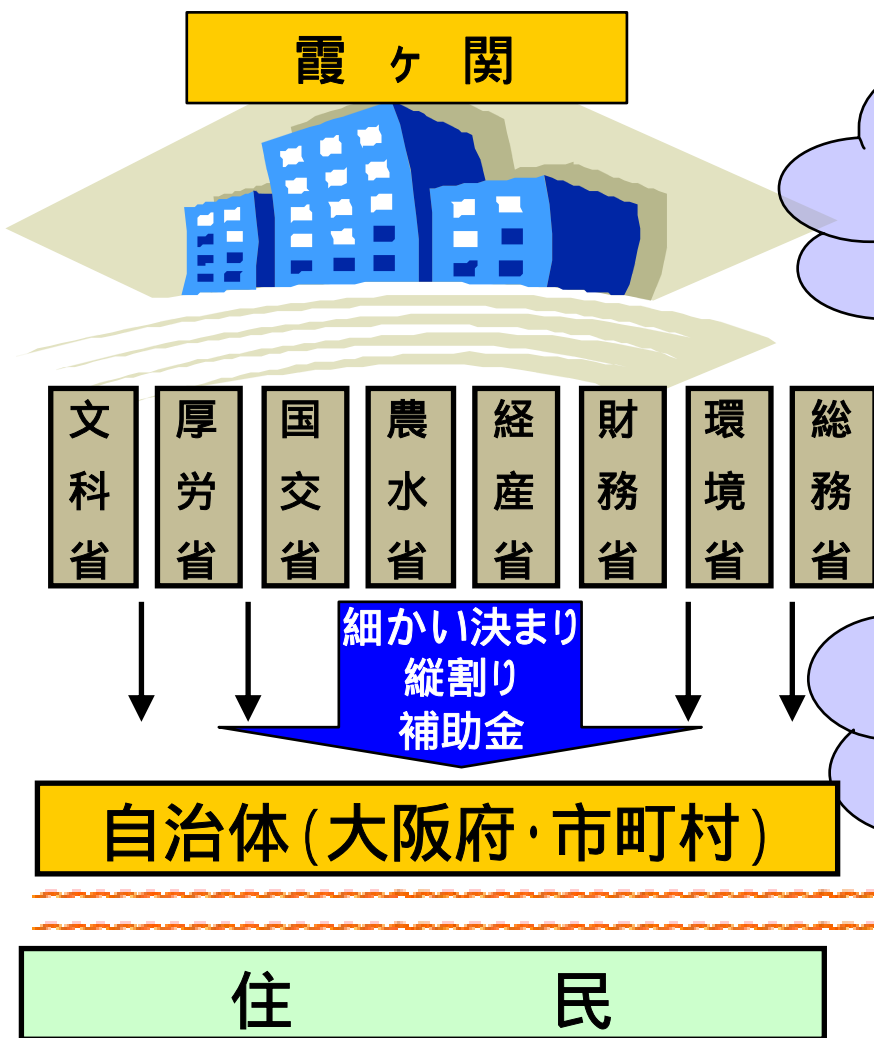 霞ヶ関
文科省
厚労省
国交省
農水省
経産省
財務省
環境省
総務省
細かい決まり
縦割り
補助金
自治体(大阪府・市町村)
住民